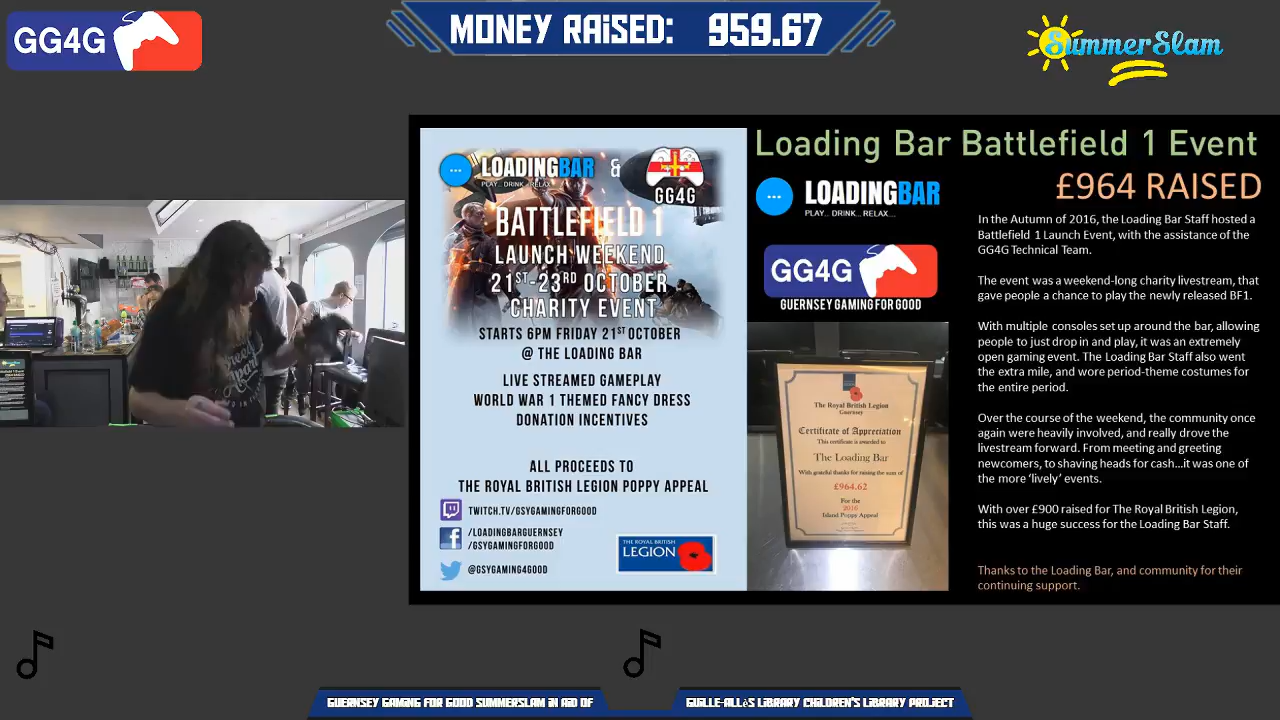 GG4G
MONEY RAISED: 959.67
SummerSlam
LOADINGBAR &
PLAY... DRINK... RELAX...
GG4G
BATTLEFIELD 1
LAUNCH WEEKEND
21ST-23RD OCTOBER
CHARITY EVENT
STARTS 6PM FRIDAY 21ST OCTOBER
@ THE LOADING BAR
LIVE STREAMED GAMEPLAY
WORLD WAR 1 THEMED FANCY DRESS
DONATION INCENTIVES
ALL PROCEEDS TO
THE ROYAL BRITISH LEGION POPPY APPEAL
TWITCH.TV/GSYGAMINGFORGOOD
/LOADINGBARGUERNSEY
/GSYGAMINGFORGOOD
@GSYGAMING4GOOD
THE ROYAL BRITISH
LEGION
Loading Bar Battlefield 1 Event
£964 RAISED
LOADINGBAR
PLAY... DRINK... RELAX....
GG4G
GUERNSEY GAMING FOR GOOD
The Royal British Legion
Guernsey
Certificate of Appreciation
This certificate is awarded to
The Loading Bar
With grateful thanks for raising the sum of
£964.62
For the
2016
Island Poppy Appeal
In the Autumn of 2016, the Loading Bar Staff hosted a
Battlefield 1 Launch Event, with the assistance of the
GG4G Technical Team.
The event was a weekend-long charity livestream, that
gave people a chance to play the newly released BF1.
With multiple consoles set up around the bar, allowing
people to just drop in and play, it was an extremely
open gaming event. The Loading Bar Staff also went
the extra mile, and wore period-theme costumes for
the entire period.
Over the course of the weekend, the community once
again were heavily involved, and really drove the
livestream forward. From meeting and greeting
newcomers, to shaving heads for cash...it was one of
the more 'lively' events.
With over £900 raised for The Royal British Legion,
this was a huge success for the Loading Bar Staff.
Thanks to the Loading Bar, and community for their
continuing support.
GUERNSEY GAMING FOR GOOD SUMMERSLAM IN AID OF
GUILLE-ALLèS LIBRARY CHILDREN'S LIBRARY PROJECT